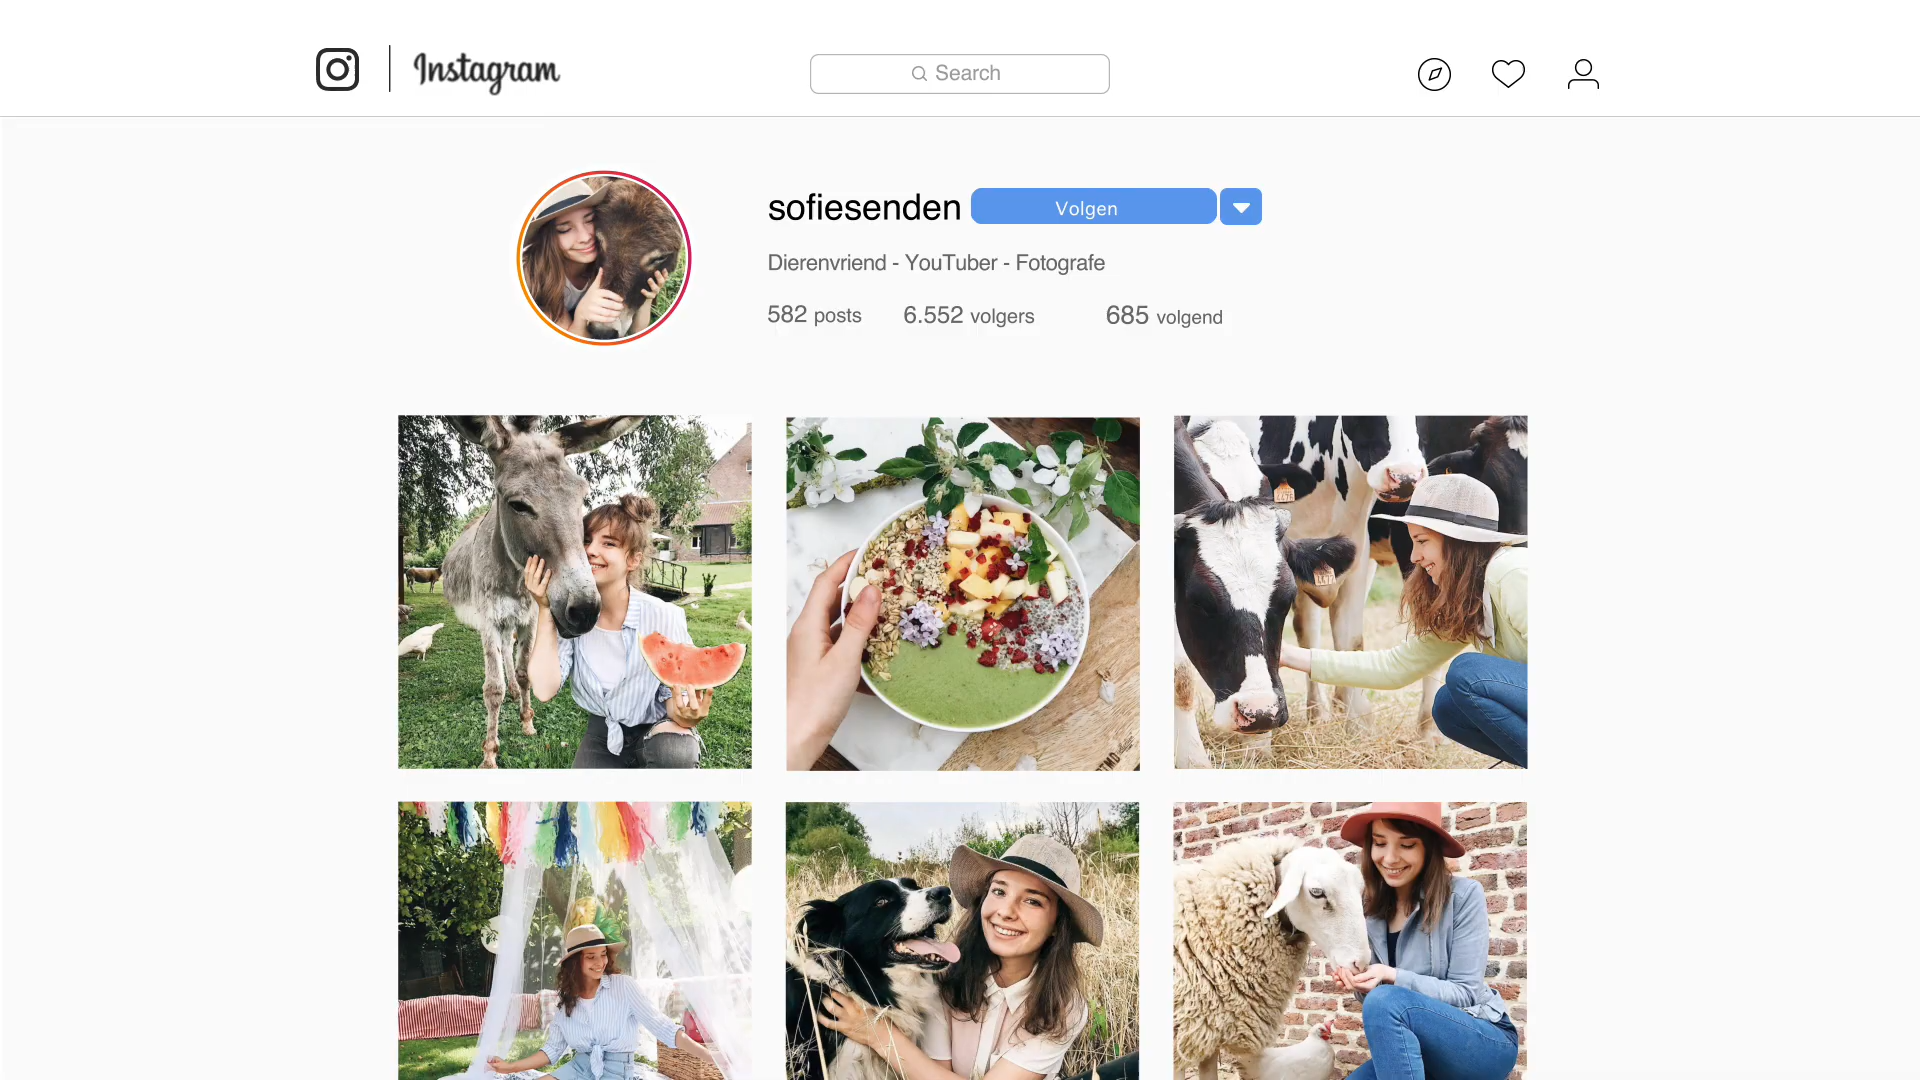 Instagram
Search
sofiesenden
Volgen
Dierenvriend - YouTuber - Fotografe
582 posts 6.552 volgers 685 volgend